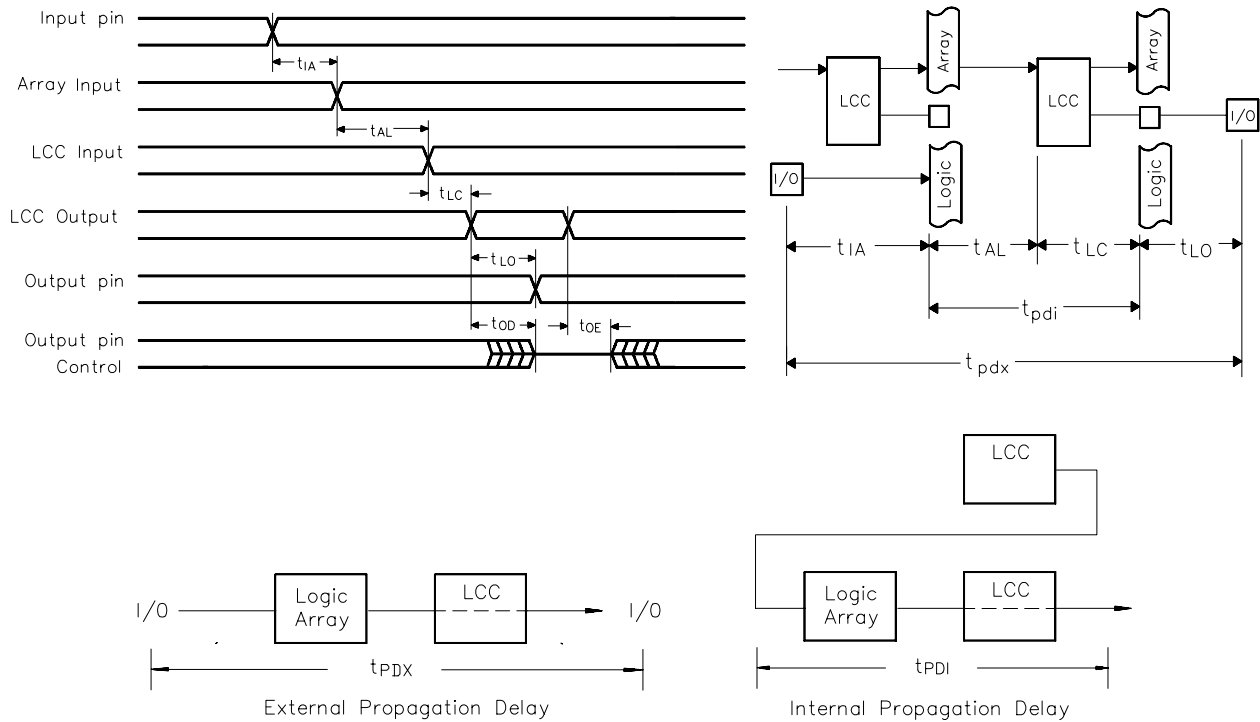 Input pin
tIA
Array Input
tAL
LCC Input
tLC
LCC Output
tLO
Output pin
tOD
tOE
Output pin
Control
Array
Array
LCC
LCC
I/O
I/O
Logic
Logic
tIA
tAL
tLC
tLO
tpdi
tpdx
LCC
I/O
Logic
Array
LCC
I/O
tPDX
External Propagation Delay
Logic
Array
LCC
tPDI
Internal Propagation Delay